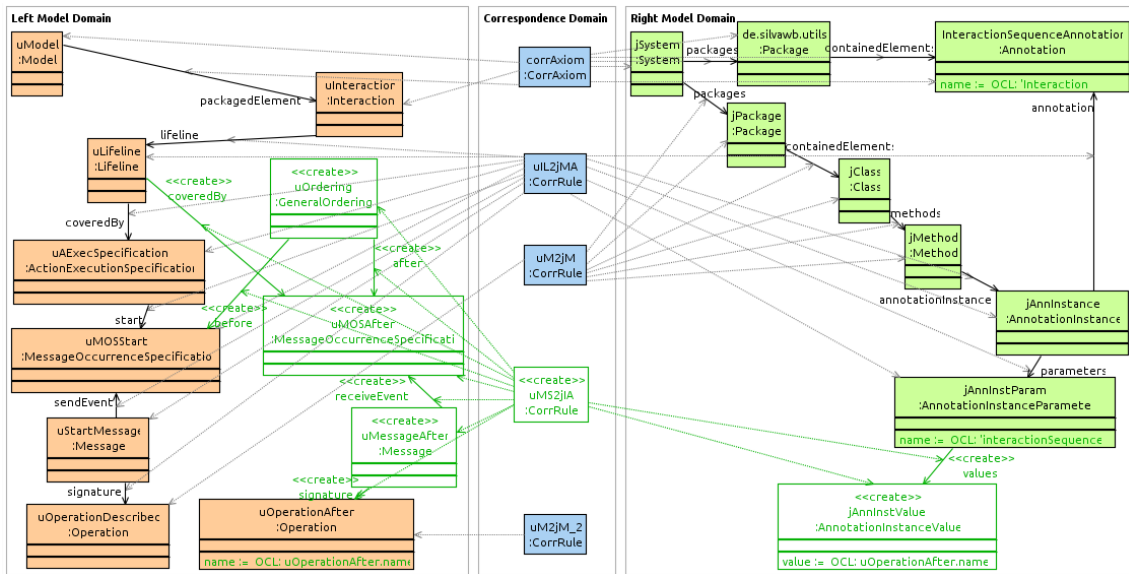 Left Model Domain
uModel
:Model
packagedElement
uInteraction
:Interaction
lifeline
uLifeline
:Lifeline
<<create>>
coveredBy
<<create>>
uOrdering
:GeneralOrdering
coveredBy
<<create>>
after
uAExecSpecification
:ActionExecutionSpecification
start
<<create>>
before
<<create>>
uMOSAfter
:MessageOccurrenceSpecificati
uMOSStart
:MessageOccurrenceSpecificatio
sendEvent
<<create>>
receiveEvent
uStartMessage
:Message
<<create>>
uMessageAfter
:Message
signature
<<create>>
signature
uOperationDescribed
:Operation
uOperationAfter
:Operation
name := OCL: uOperationAfter.name
Correspondence Domain
corrAxiom
:CorrAxiom
uIL2jMA
:CorrRule
uM2jM
:CorrRule
<<create>>
uMS2jIA
:CorrRule
uM2jM_2
:CorrRule
Right Model Domain
jSystem
:System
packages
de.silvawb.utils
:Package
containedElements
InteractionSequenceAnnotation
:Annotation
name := OCL: 'Interaction
packages
annotation
jPackage
:Package
containedElements
jClass
:Class
methods
jMethod
:Method
annotationInstance
jAnnInstance
:AnnotationInstance
parameters
jAnnInstParam
:AnnotationInstanceParamete
name := OCL: 'interactionSequence
<<create>>
values
<<create>>
jAnnInstValue
:AnnotationInstanceValue
value := OCL: uOperationAfter.name